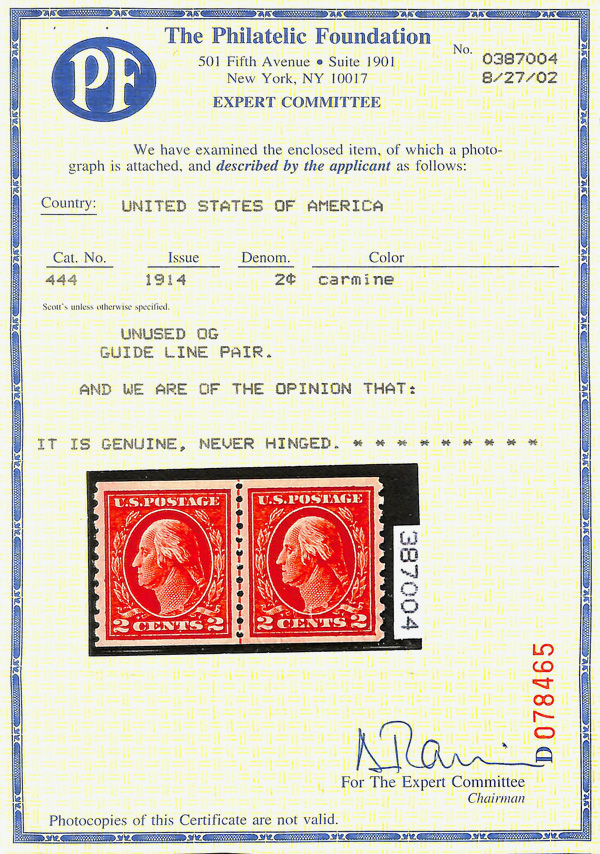 PF
The Philatelic Foundation
501 Fifth Avenue • Suite 1901
New York, NY 10017
EXPERT COMMITTEE
No. 0387004
8/27/02
We have examined the enclosed item, of which a photo-
graph is attached, and described by the applicant as follows:
Country: UNITED STATES OF AMERICA
Cat. No. Issue Denom. Color
444 1914 2¢ carmine
Scott's unless otherwise specified.
UNUSED OG
GUIDE LINE PAIR.
AND WE ARE OF THE OPINION THAT:
IT IS GENUINE, NEVER HINGED. * * * * * * * * *
U.S. POSTAGE U.S. POSTAGE
2 CENTS 2 2 CENTS 2
387004
D 078465
For The Expert Committee
Chairman
Photocopies of this Certificate are not valid.